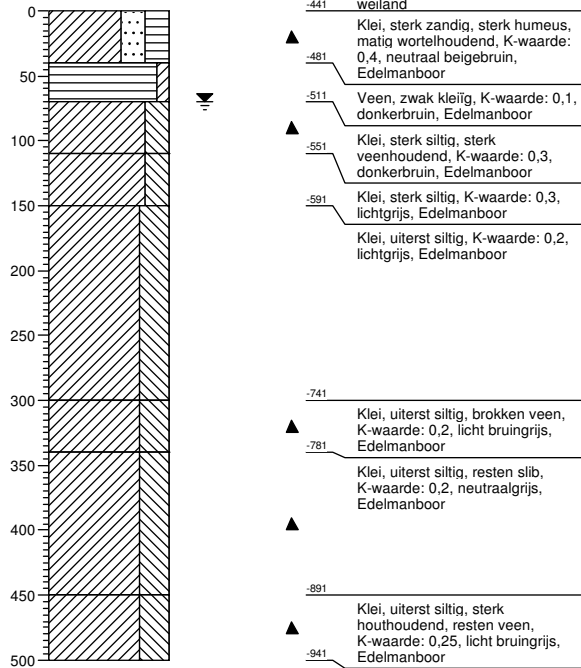 0
50
100
150
200
250
300
350
400
450
500
-441
weiland
Klei, sterk zandig, sterk humeus,
matig wortelhoudend, K-waarde:
0,4, neutraal beigebruin,
Edelmanboor
-481
-511
Veen, zwak kleiïg, K-waarde: 0,1,
donkerbruin, Edelmanboor
Klei, sterk siltig, sterk
veenhoudend, K-waarde: 0,3,
donkerbruin, Edelmanboor
-551
-591
Klei, sterk siltig, K-waarde: 0,3,
lichtgrijs, Edelmanboor
Klei, uiterst siltig, K-waarde: 0,2,
lichtgrijs, Edelmanboor
-741
Klei, uiterst siltig, brokken veen,
K-waarde: 0,2, licht bruingrijs,
Edelmanboor
-781
Klei, uiterst siltig, resten slib,
K-waarde: 0,2, neutraalgrijs,
Edelmanboor
-891
Klei, uiterst siltig, sterk
houthoudend, resten veen,
K-waarde: 0,25, licht bruingrijs,
Edelmanboor
-941